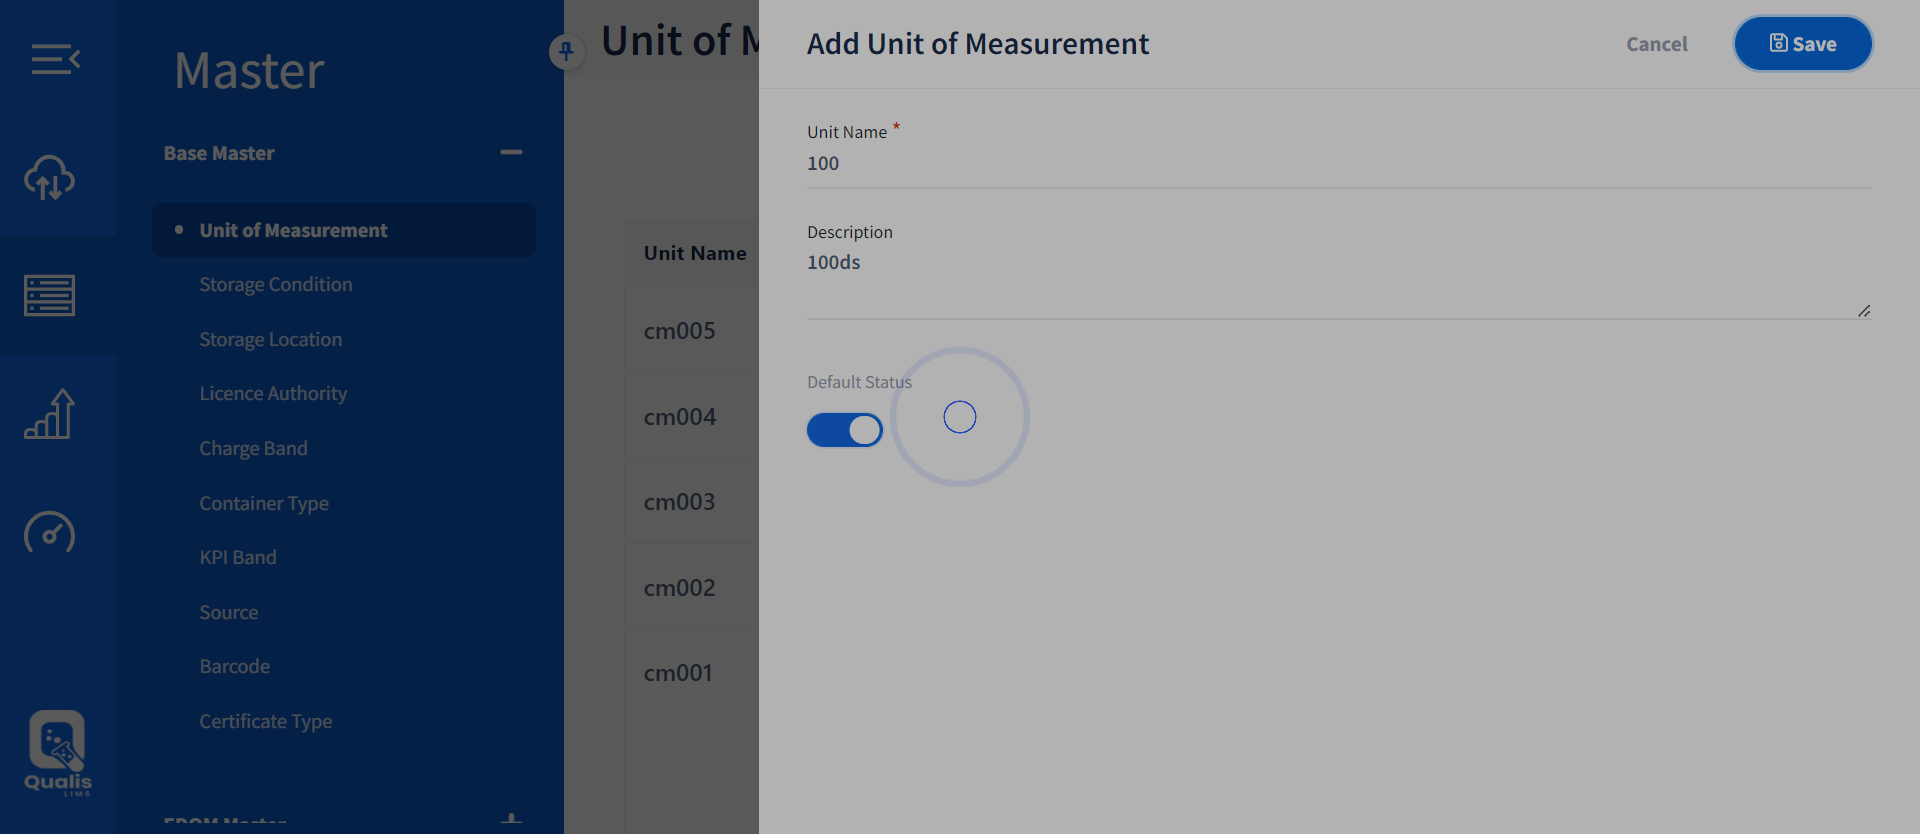 Master
Base Master
Unit of Measurement
Storage Condition
Storage Location
Licence Authority
Charge Band
Container Type
KPI Band
Source
Barcode
Certificate Type
Qualis
LIMS
Unit of M
Unit Name
cm005
cm004
cm003
cm002
cm001
Add Unit of Measurement
Cancel
Save
Unit Name *
100
Description
100ds
Default Status